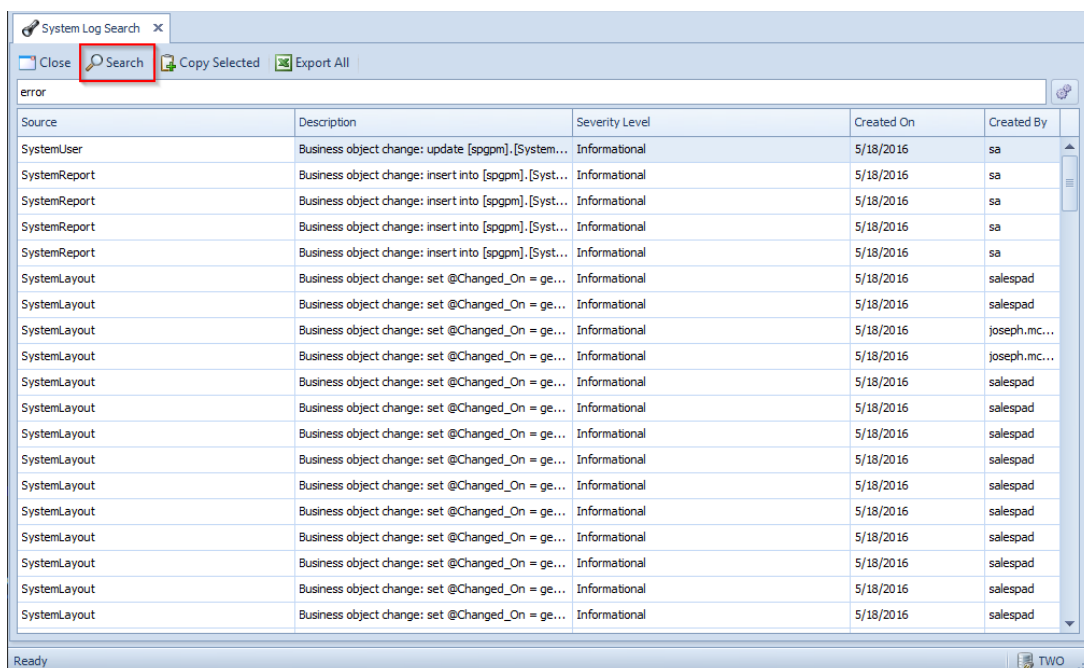 System Log Search
Close Search Copy Selected Export All
error
Source Description Severity Level Created On Created By
SystemUser Business object change: update [spgpm].[System... Informational 5/18/2016 sa
SystemReport Business object change: insert into [spgpm].[Syst... Informational 5/18/2016 sa
SystemReport Business object change: insert into [spgpm].[Syst... Informational 5/18/2016 sa
SystemReport Business object change: insert into [spgpm].[Syst... Informational 5/18/2016 sa
SystemReport Business object change: insert into [spgpm].[Syst... Informational 5/18/2016 sa
SystemLayout Business object change: set @Changed_On = ge... Informational 5/18/2016 salespad
SystemLayout Business object change: set @Changed_On = ge... Informational 5/18/2016 salespad
SystemLayout Business object change: set @Changed_On = ge... Informational 5/18/2016 joseph.mc...
SystemLayout Business object change: set @Changed_On = ge... Informational 5/18/2016 joseph.mc...
SystemLayout Business object change: set @Changed_On = ge... Informational 5/18/2016 salespad
SystemLayout Business object change: set @Changed_On = ge... Informational 5/18/2016 salespad
SystemLayout Business object change: set @Changed_On = ge... Informational 5/18/2016 salespad
SystemLayout Business object change: set @Changed_On = ge... Informational 5/18/2016 salespad
SystemLayout Business object change: set @Changed_On = ge... Informational 5/18/2016 salespad
SystemLayout Business object change: set @Changed_On = ge... Informational 5/18/2016 salespad
SystemLayout Business object change: set @Changed_On = ge... Informational 5/18/2016 salespad
SystemLayout Business object change: set @Changed_On = ge... Informational 5/18/2016 salespad
SystemLayout Business object change: set @Changed_On = ge... Informational 5/18/2016 salespad
SystemLayout Business object change: set @Changed_On = ge... Informational 5/18/2016 salespad
Ready TWO